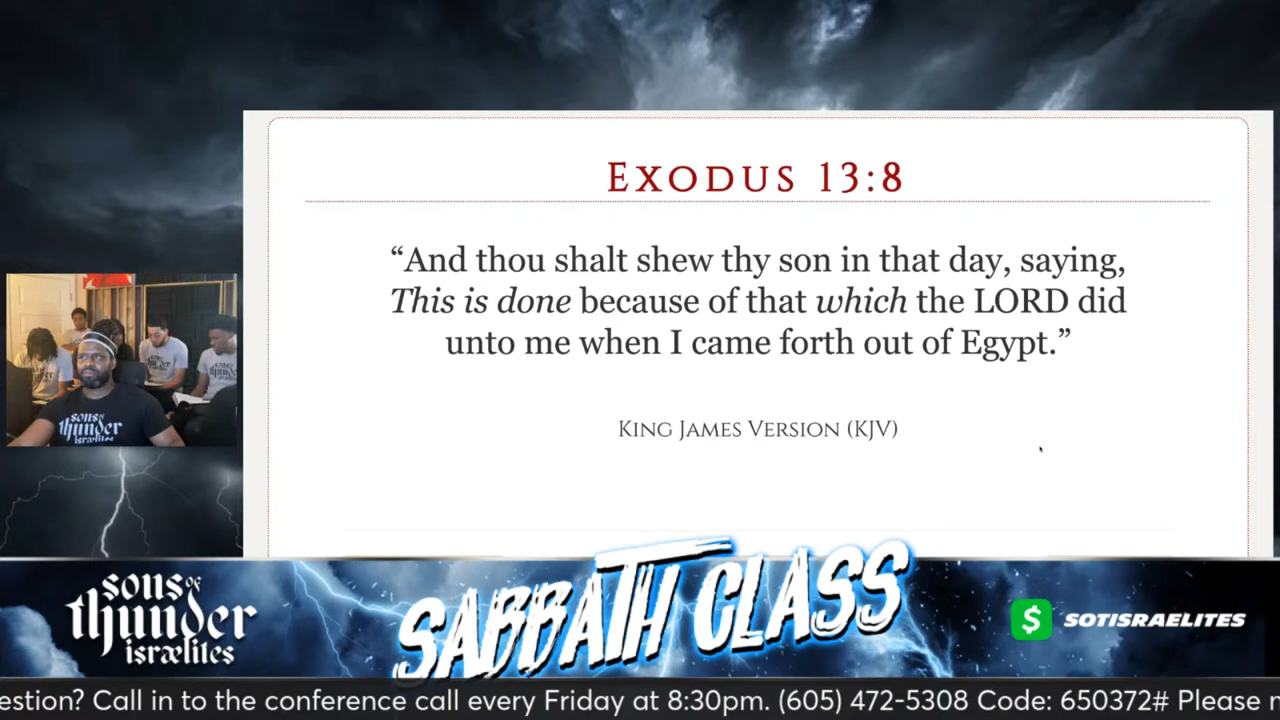 EXODUS 13:8
“And thou shalt shew thy son in that day, saying,
This is done because of that which the LORD did
unto me when I came forth out of Egypt.”
KING JAMES VERSION (KJV)
sons of
thunder
israelites
sons of
thunder
israelites
SABBATH CLASS
$ SOTISRAELITES
estion? Call in to the conference call every Friday at 8:30pm. (605) 472-5308 Code: 650372# Please